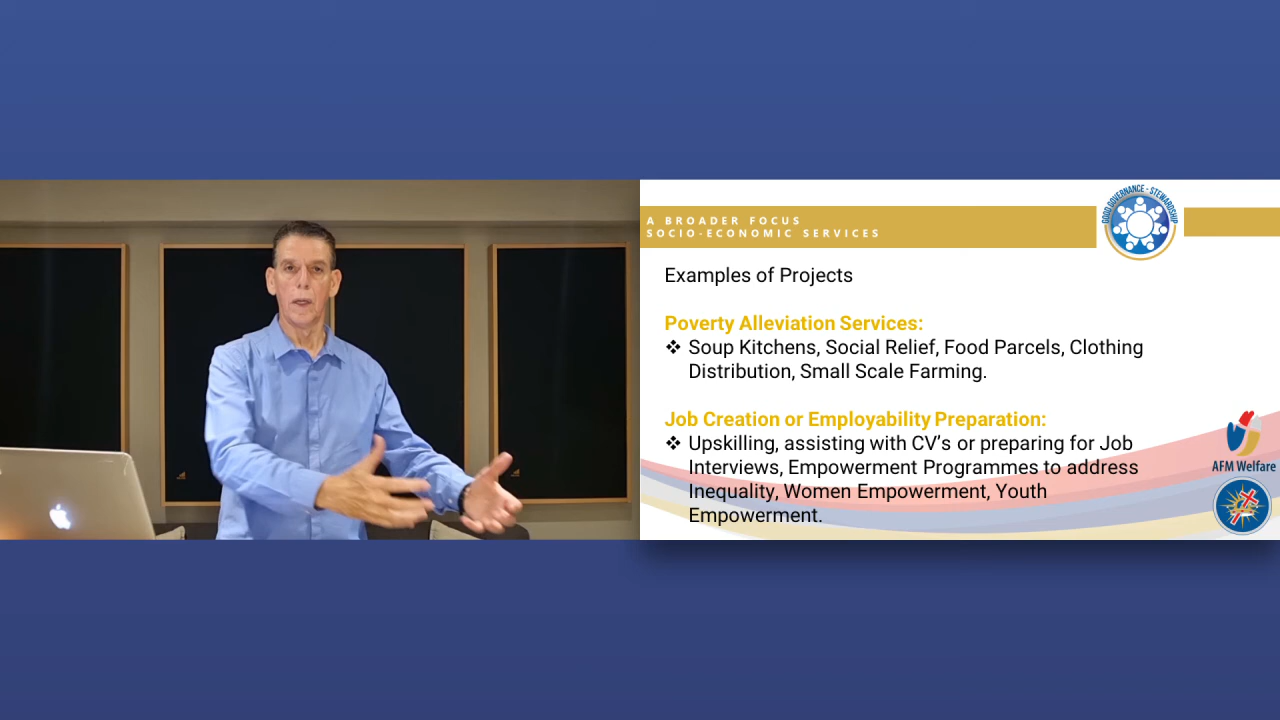 GOOD GOVERNANCE - STEWARDSHIP
A BROADER FOCUS
SOCIO-ECONOMIC SERVICES
Examples of Projects
Poverty Alleviation Services:
❖ Soup Kitchens, Social Relief, Food Parcels, Clothing
Distribution, Small Scale Farming.
Job Creation or Employability Preparation:
❖ Upskilling, assisting with CV's or preparing for Job
Interviews, Empowerment Programmes to address
Inequality, Women Empowerment, Youth
Empowerment.
AFM Welfare